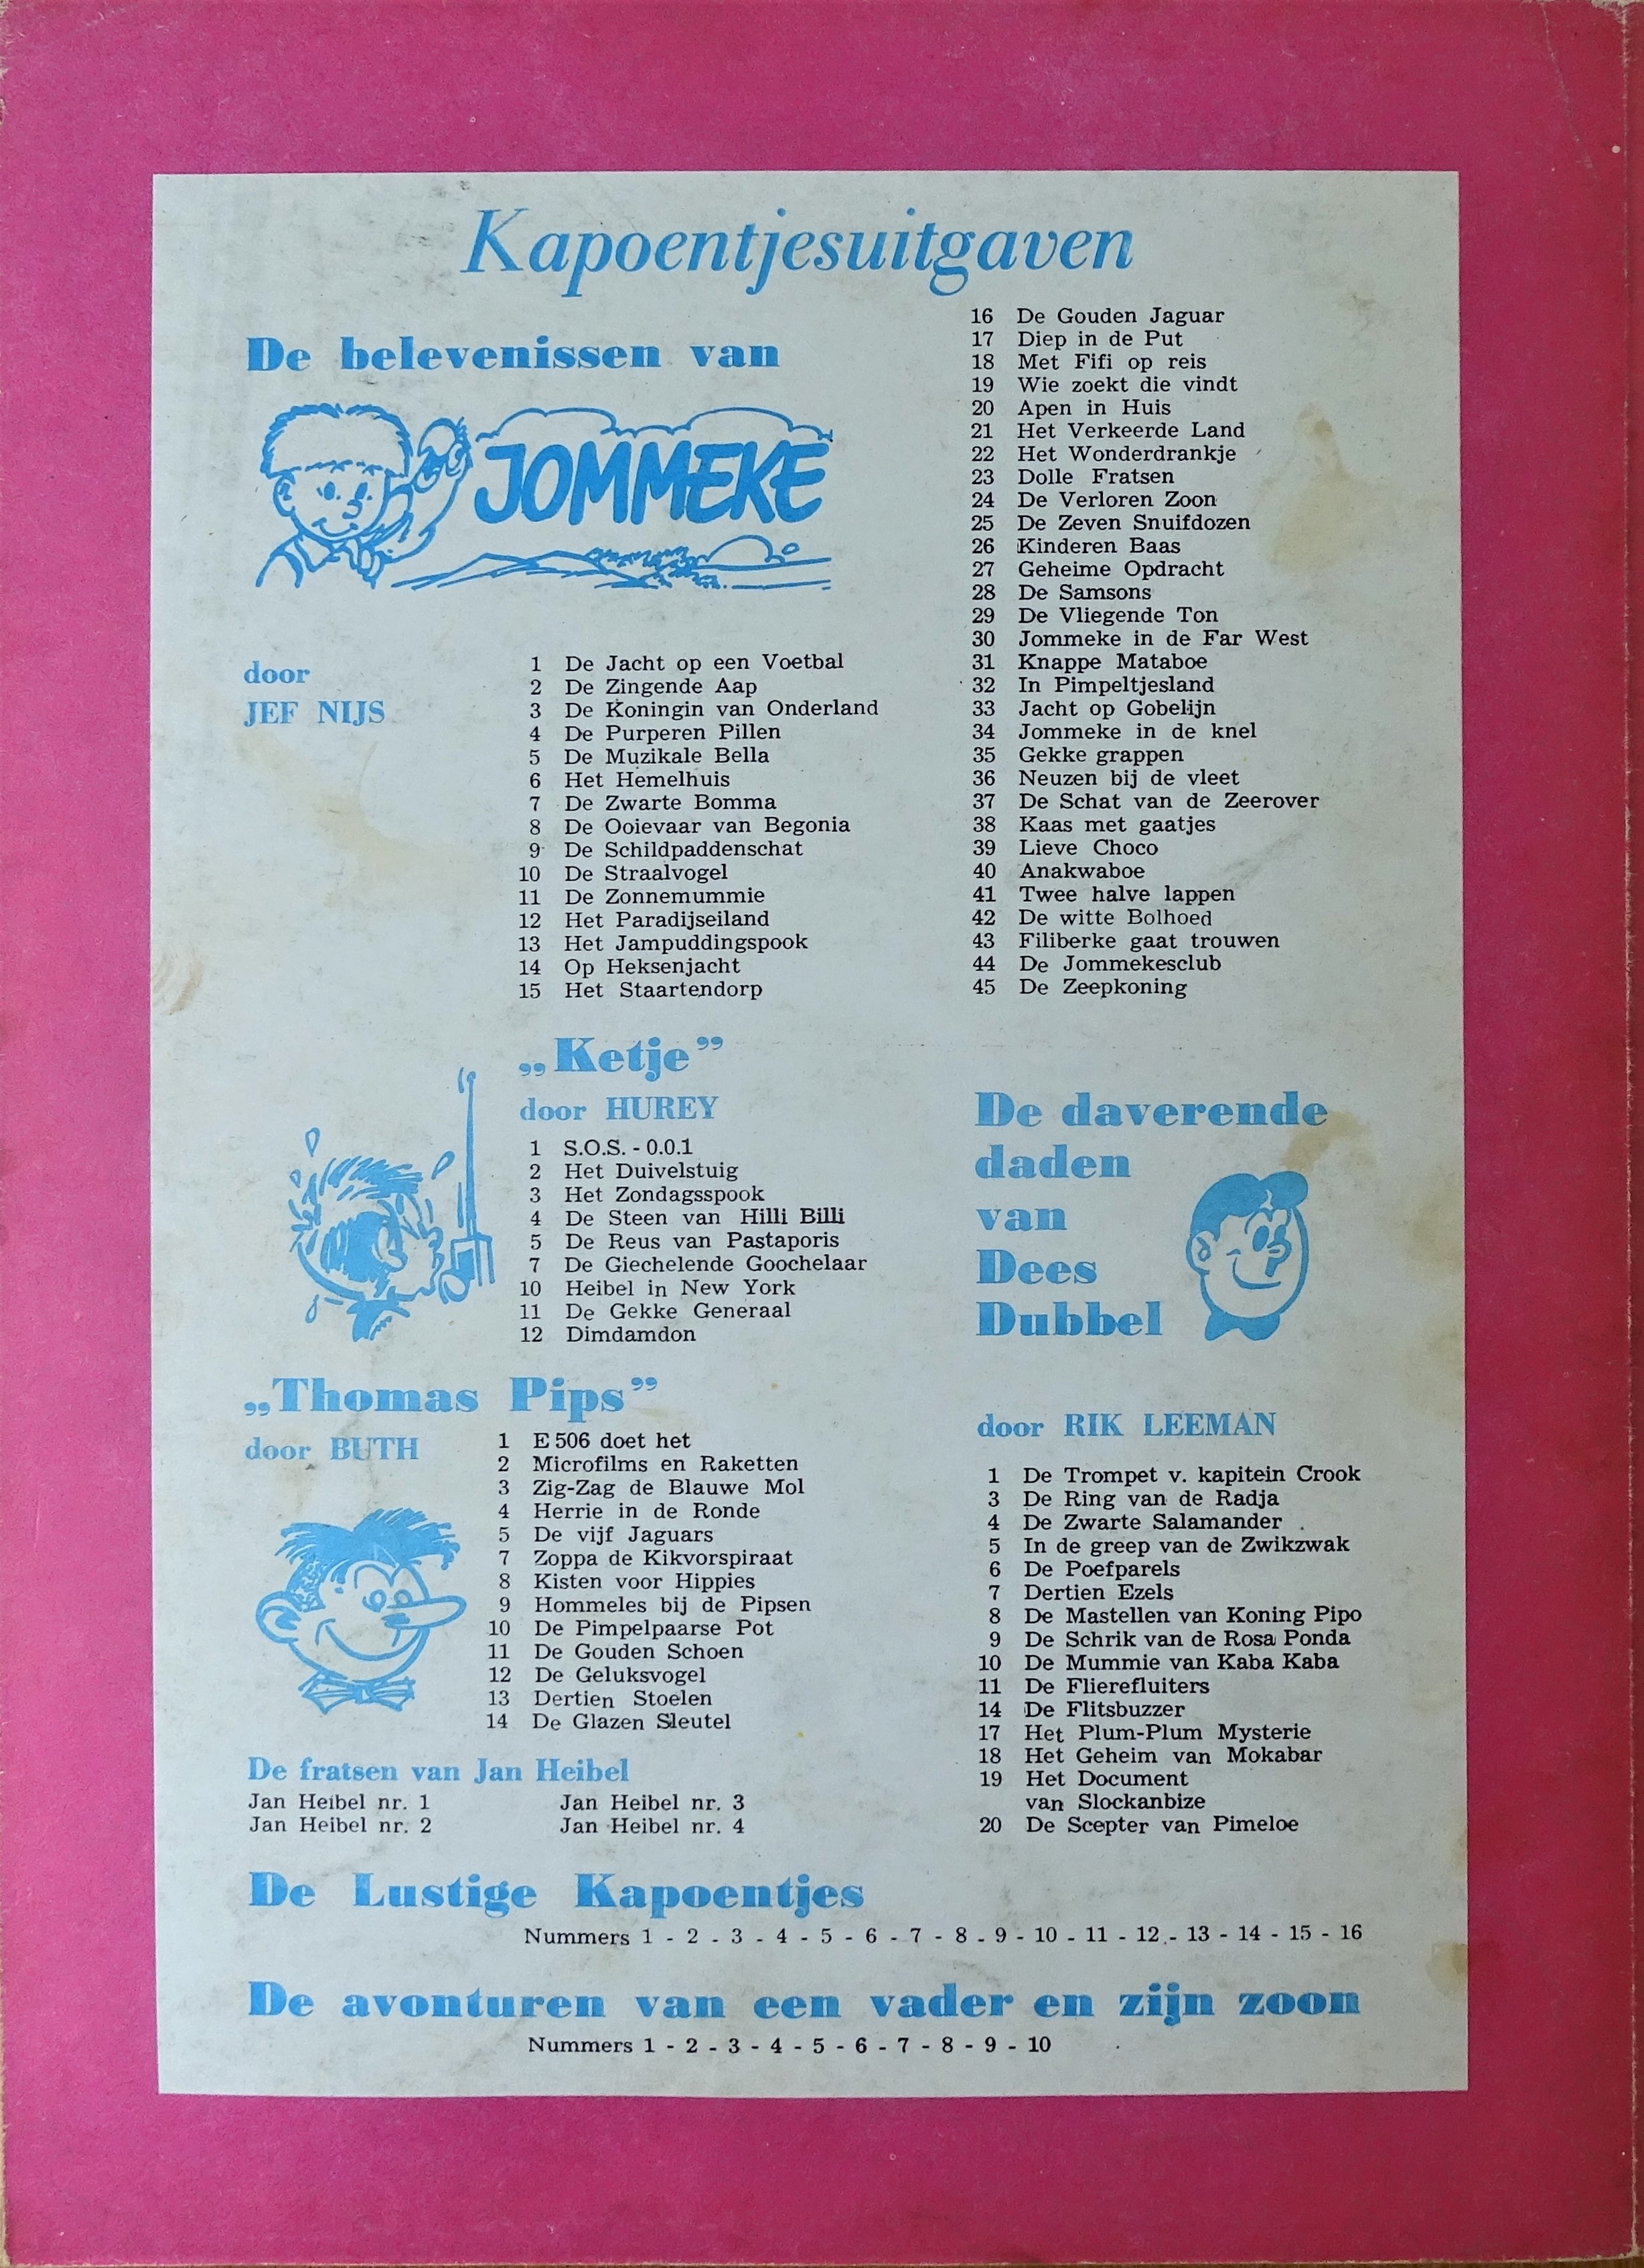 Kapoentjesuitgaven
De belevenissen van
JOMMEKE
door
JEF NIJS
1 De Jacht op een Voetbal
2 De Zingende Aap
3 De Koningin van Onderland
4 De Purperen Pillen
5 De Muzikale Bella
6 Het Hemelhuis
7 De Zwarte Bomma
8 De Ooievaar van Begonia
9 De Schildpaddenschat
10 De Straalvogel
11 De Zonnemummie
12 Het Paradijseiland
13 Het Jampuddingspook
14 Op Heksenjacht
15 Het Staartendorp
16 De Gouden Jaguar
17 Diep in de Put
18 Met Fifi op reis
19 Wie zoekt die vindt
20 Apen in Huis
21 Het Verkeerde Land
22 Het Wonderdrankje
23 Dolle Fratsen
24 De Verloren Zoon
25 De Zeven Snuifdozen
26 Kinderen Baas
27 Geheime Opdracht
28 De Samsons
29 De Vliegende Ton
30 Jommeke in de Far West
31 Knappe Mataboe
32 In Pimpeltjesland
33 Jacht op Gobelijn
34 Jommeke in de knel
35 Gekke grappen
36 Neuzen bij de vleet
37 De Schat van de Zeerover
38 Kaas met gaatjes
39 Lieve Choco
40 Anakwaboe
41 Twee halve lappen
42 De witte Bolhoed
43 Filiberke gaat trouwen
44 De Jommekesclub
45 De Zeepkoning
„Ketje”
door HUREY
1 S.O.S. - 0.0.1
2 Het Duivelstuig
3 Het Zondagsspook
4 De Steen van Hilli Billi
5 De Reus van Pastaporis
7 De Giechelende Goochelaar
10 Heibel in New York
11 De Gekke Generaal
12 Dimdamdon
„Thomas Pips”
door BUTH
1 E 506 doet het
2 Microfilms en Raketten
3 Zig-Zag de Blauwe Mol
4 Herrie in de Ronde
5 De vijf Jaguars
7 Zoppa de Kikvorspiraat
8 Kisten voor Hippies
9 Hommeles bij de Pipsen
10 De Pimpelpaarse Pot
11 De Gouden Schoen
12 De Geluksvogel
13 Dertien Stoelen
14 De Glazen Sleutel
De fratsen van Jan Heibel
Jan Heibel nr. 1 Jan Heibel nr. 3
Jan Heibel nr. 2 Jan Heibel nr. 4
De daverende
daden
van
Dees
Dubbel
door RIK LEEMAN
1 De Trompet v. kapitein Crook
3 De Ring van de Radja
4 De Zwarte Salamander
5 In de greep van de Zwikzwak
6 De Poefparels
7 Dertien Ezels
8 De Mastellen van Koning Pipo
9 De Schrik van de Rosa Ponda
10 De Mummie van Kaba Kaba
11 De Flierefluiters
14 De Flitsbuzzer
17 Het Plum-Plum Mysterie
18 Het Geheim van Mokabar
19 Het Document
van Slockanbize
20 De Scepter van Pimeloe
De Lustige Kapoentjes
Nummers 1 - 2 - 3 - 4 - 5 - 6 - 7 - 8 - 9 - 10 - 11 - 12 - 13 - 14 - 15 - 16
De avonturen van een vader en zijn zoon
Nummers 1 - 2 - 3 - 4 - 5 - 6 - 7 - 8 - 9 - 10